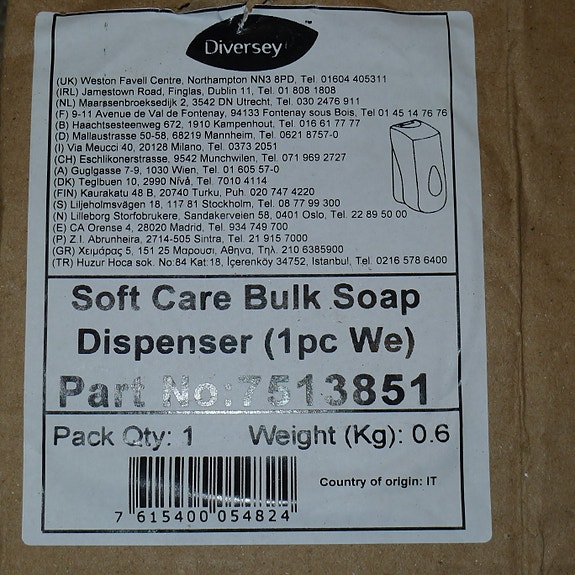 Diversey
(UK) Weston Favell Centre, Northampton NN3 8PD, Tel. 01604 405311
(IRL) Jamestown Road, Finglas, Dublin 11, Tel. 01 808 1808
(NL) Maarssenbroeksedijk 2, 3542 DN Utrecht, Tel. 030 2476 911
(F) 9-11 Avenue de Val de Fontenay, 94133 Fontenay sous Bois, Tel 01 45 14 76 76
(B) Haachtsesteenweg 672, 1910 Kampenhout, Tel. 016 61 77 77
(D) Mallaustrasse 50-58, 68219 Mannheim, Tel. 0621 8757-0
(I) Via Meucci 40, 20128 Milano, Tel. 0373 2051
(CH) Eschlikonerstrasse, 9542 Munchwilen, Tel. 071 969 2727
(A) Guglgasse 7-9, 1030 Wien, Tel. 01 605 57-0
(DK) Teglbuen 10, 2990 Nivå, Tel. 7010 4114
(FIN) Kaurakatu 48 B, 20740 Turku, Puh. 020 747 4220
(S) Liljeholmsvägen 18, 117 81 Stockholm, Tel. 08 77 99 300
(N) Lilleborg Storforbrukere, Sandakerveien 58, 0401 Oslo, Tel. 22 89 50 00
(E) CA Orense 4, 28020 Madrid, Tel. 934 749 700
(P) Z.I. Abrunheira, 2714-505 Sintra, Tel. 21 915 7000
(GR) Χειμάρας 5, 151 25 Μαρουσι, Αθηνα, Τηλ. 210 6385900
(TR) Huzur Hoca sok. No:84 Kat:18, İçerenköy 34752, Istanbul, Tel. 0216 578 6400
Soft Care Bulk Soap
Dispenser (1pc We)
Part No:7513851
Pack Qty: 1 Weight (Kg): 0.6
Country of origin: IT
7 615400 054824